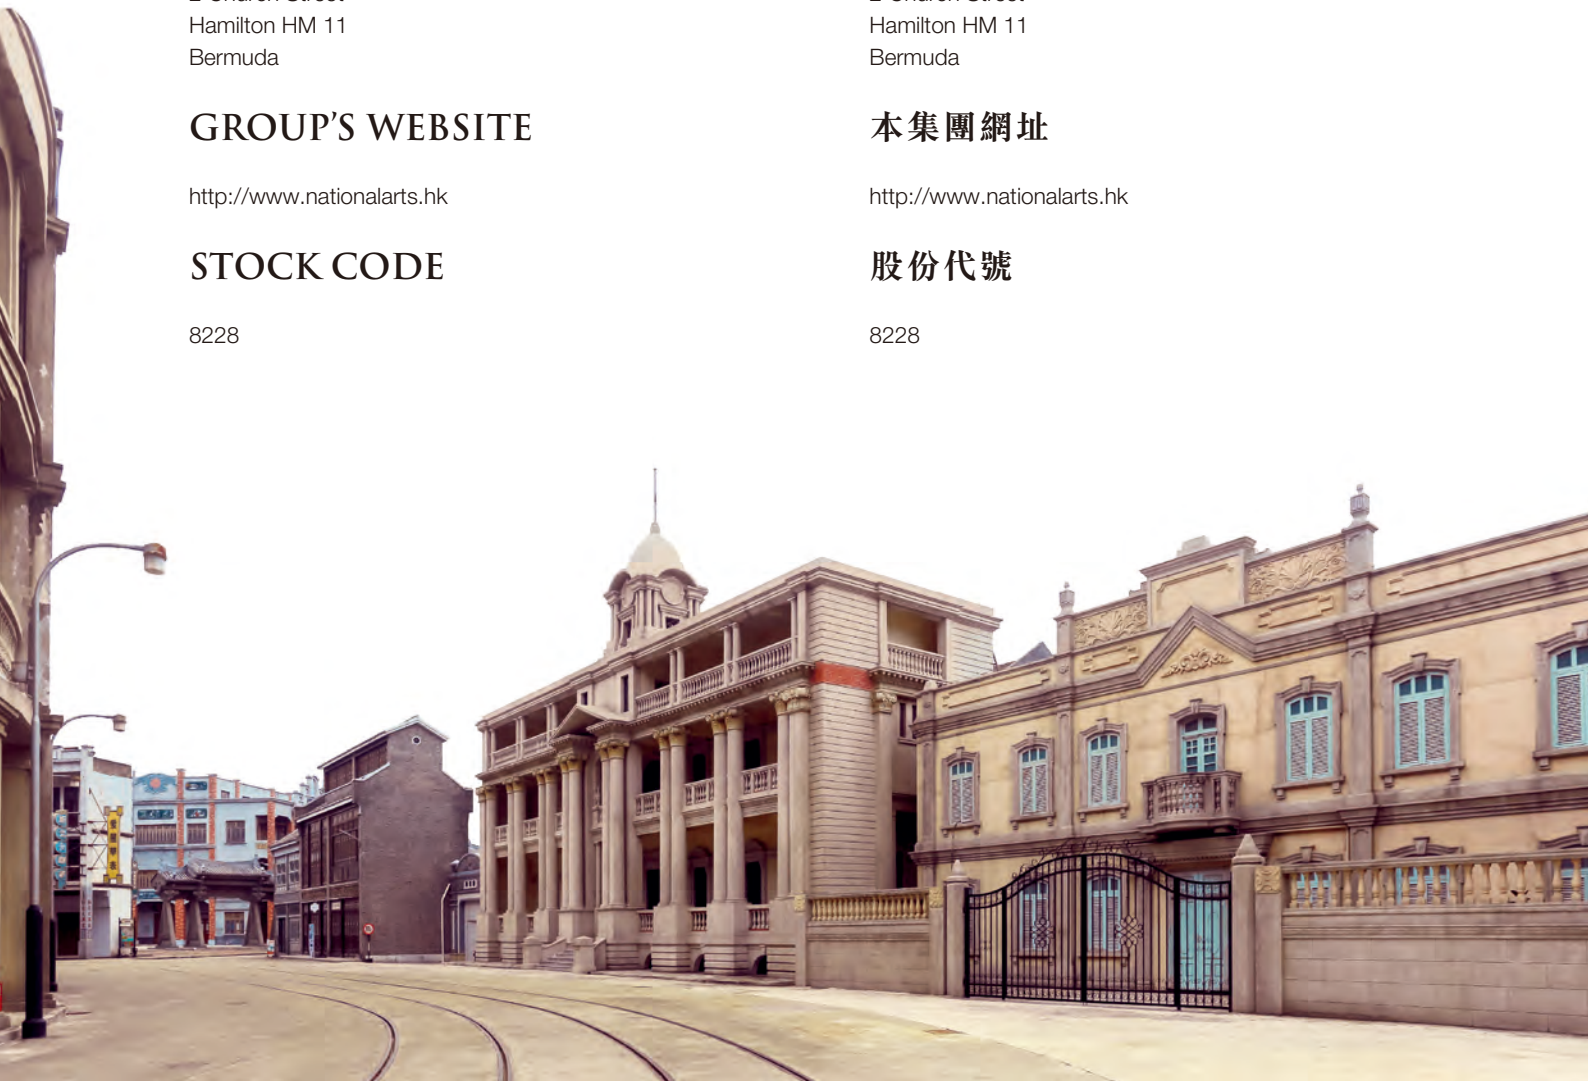 Hamilton HM 11
Bermuda
GROUP'S WEBSITE
http://www.nationalarts.hk
STOCK CODE
8228
Hamilton HM 11
Bermuda
本集團網址
http://www.nationalarts.hk
股份代號
8228